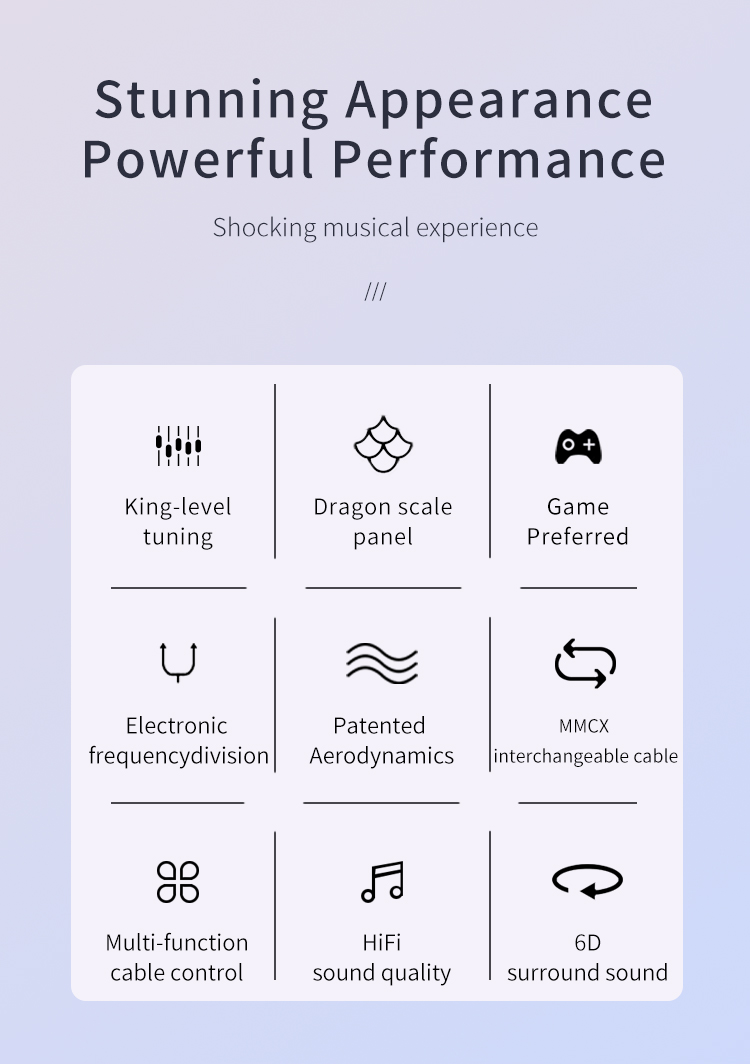 Stunning Appearance
Powerful Performance
Shocking musical experience
///
King-level
tuning
Dragon scale
panel
Game
Preferred
Electronic
frequencydivision
Patented
Aerodynamics
MMCX
interchangeable cable
Multi-function
cable control
HiFi
sound quality
6D
surround sound